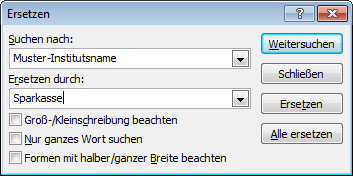 Ersetzen
Suchen nach:
Muster-Institutsname
Weitersuchen
Schließen
Ersetzen durch:
Sparkasse
Ersetzen
Groß-/Kleinschreibung beachten
Nur ganzes Wort suchen
Alle ersetzen
Formen mit halber/ganzer Breite beachten